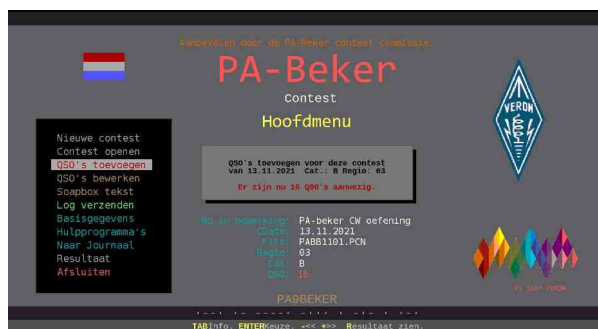 Aanbevolen door de PA-Beker contest commissie.
PA-Beker
Contest
Hoofdmenu
VERON
Nieuwe contest
Contest openen
QSO's toevoegen
QSO's bewerken
Soapbox tekst
Log verzenden
Basisgegevens
Hulpprogramma's
Naar Journaal
Resultaat
Afsluiten
QSO's toevoegen voor deze contest
van 13.11.2021 Cat.: B Regio: 03
Er zijn nu 16 QSO's aanwezig.
Nu in bewerking: PA-beker CW oefening
CDate: 13.11.2021
File: PABB1101.PCN
Regio: 03
Cat: B
QSO: 16
jaar VERON
PA9BEKER
TABInfo. ENTERKeuze. -<< +>> Resultaat zien.